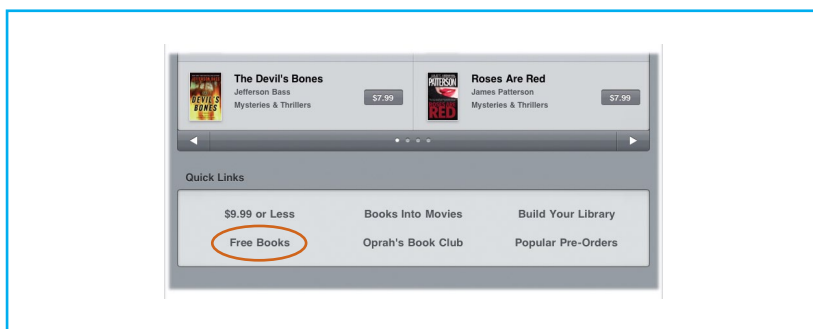 The Devil's Bones
Jefferson Bass
Mysteries & Thrillers
$7.99
DEVIL'S
BONES
Roses Are Red
James Patterson
Mysteries & Thrillers
$7.99
PATTERSON
RED
Quick Links
$9.99 or Less
Books Into Movies
Build Your Library
Free Books
Oprah's Book Club
Popular Pre-Orders